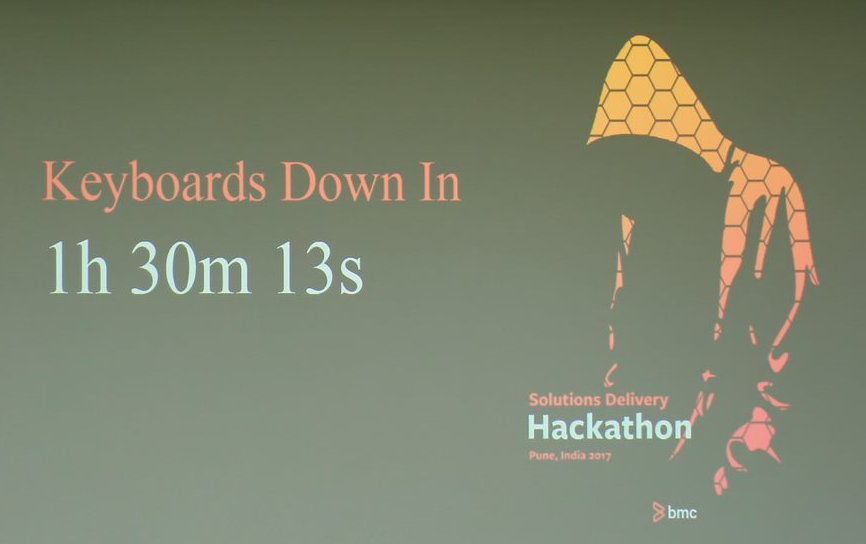 Keyboards Down In
1h 30m 13s
Solutions Delivery
Hackathon
Pune, India 2017
bmc